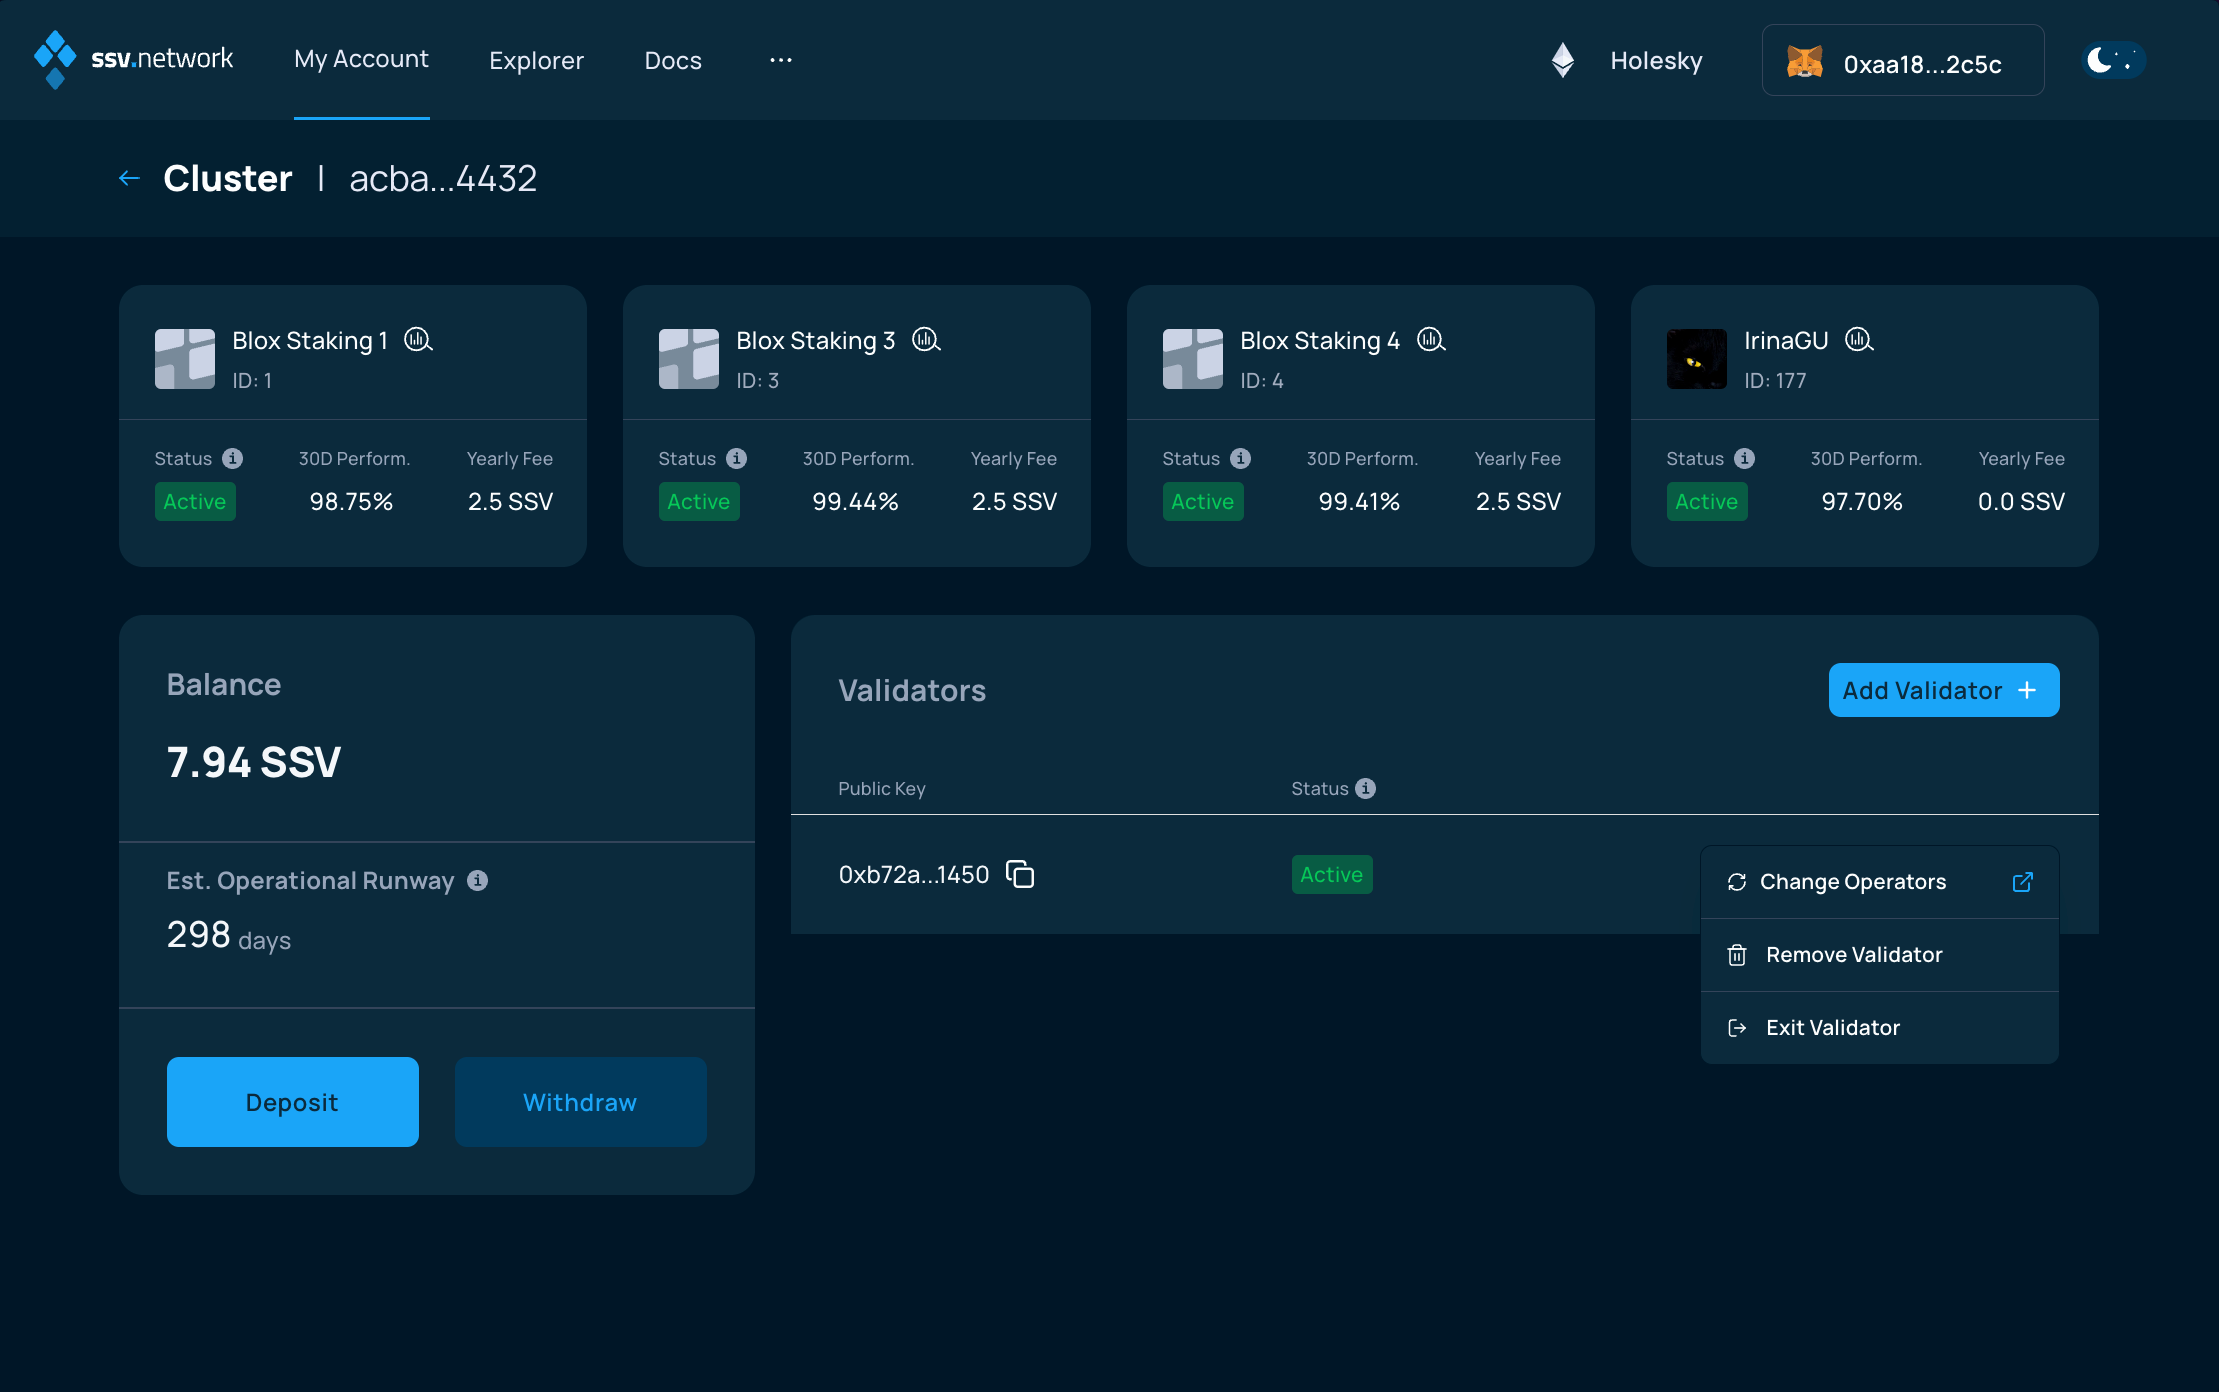 ssv.network My Account Explorer Docs ... Holesky 0xaa18...2c5c
Cluster | acba...4432
Blox Staking 1
ID: 1
Status 30D Perform. Yearly Fee
Active 98.75% 2.5 SSV
Blox Staking 3
ID: 3
Status 30D Perform. Yearly Fee
Active 99.44% 2.5 SSV
Blox Staking 4
ID: 4
Status 30D Perform. Yearly Fee
Active 99.41% 2.5 SSV
IrinaGU
ID: 177
Status 30D Perform. Yearly Fee
Active 97.70% 0.0 SSV
Balance
7.94 SSV
Est. Operational Runway
298 days
Deposit Withdraw
Validators Add Validator +
Public Key Status
0xb72a...1450 Active
Change Operators
Remove Validator
Exit Validator